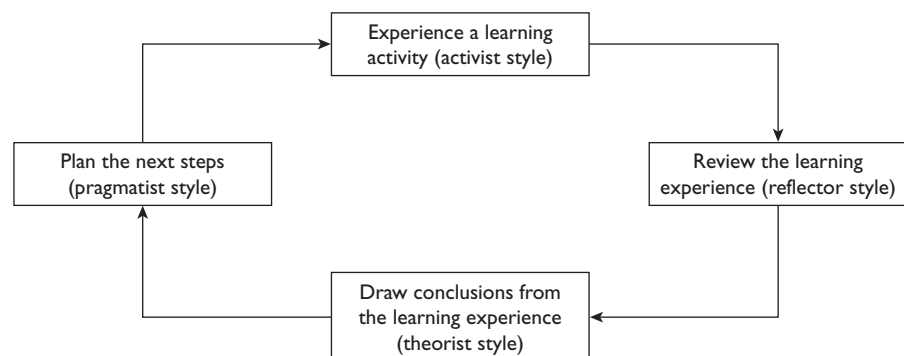 Experience a learning
activity (activist style)
Plan the next steps
(pragmatist style)
Review the learning
experience (reflector style)
Draw conclusions from
the learning experience
(theorist style)